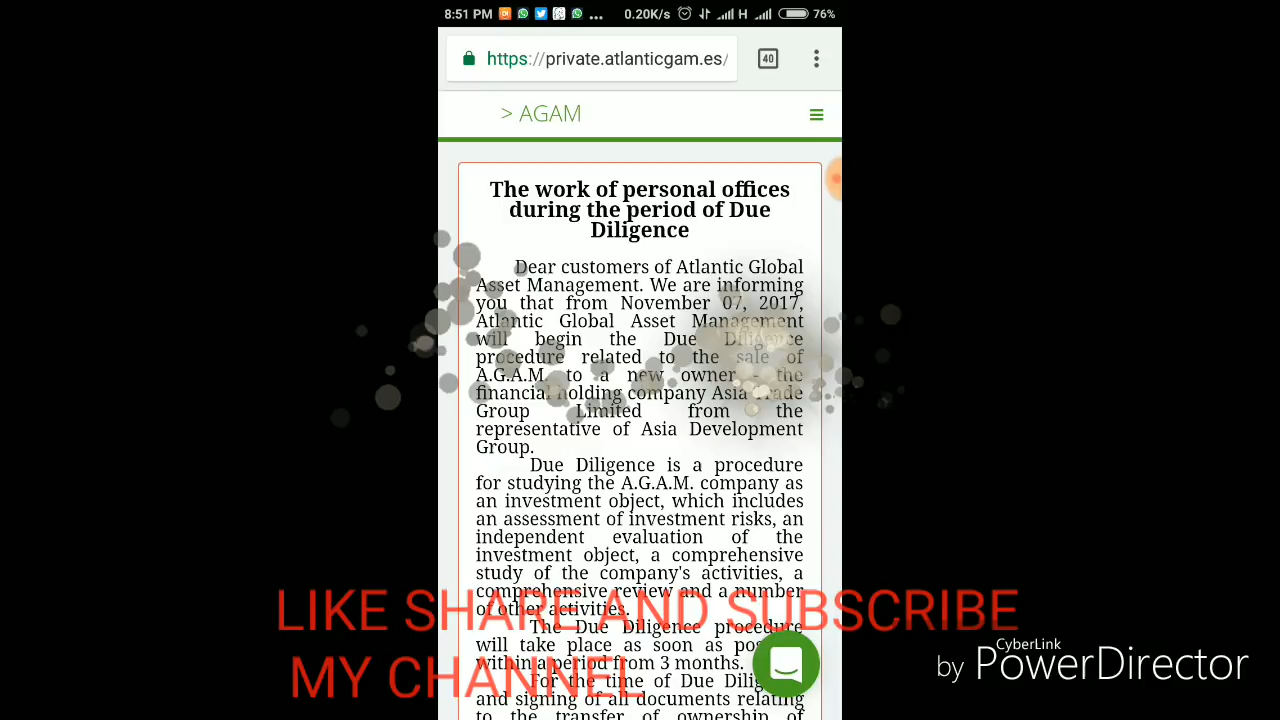 8:51 PM ... 0.20K/s H 76%
https://private.atlanticgam.es/ 40
> AGAM
The work of personal offices
during the period of Due
Diligence
Dear customers of Atlantic Global
Asset Management. We are informing
you that from November 07, 2017,
Atlantic Global Asset Management
will begin the Due Diligence
procedure related to the sale of
A.G.A.M. to a new owner - the
financial holding company Asia Trade
Group Limited from the
representative of Asia Development
Group.
Due Diligence is a procedure
for studying the A.G.A.M. company as
an investment object, which includes
an assessment of investment risks, an
independent evaluation of the
investment object, a comprehensive
study of the company's activities, a
comprehensive review and a number
of other activities.
The Due Diligence procedure
will take place as soon as
within a period from 3 months.
For the time of Due
and signing of all documents relating
to the transfer of ownership of
LIKE SHARE AND SUBSCRIBE
MY CHANNEL
CyberLink
by PowerDirector